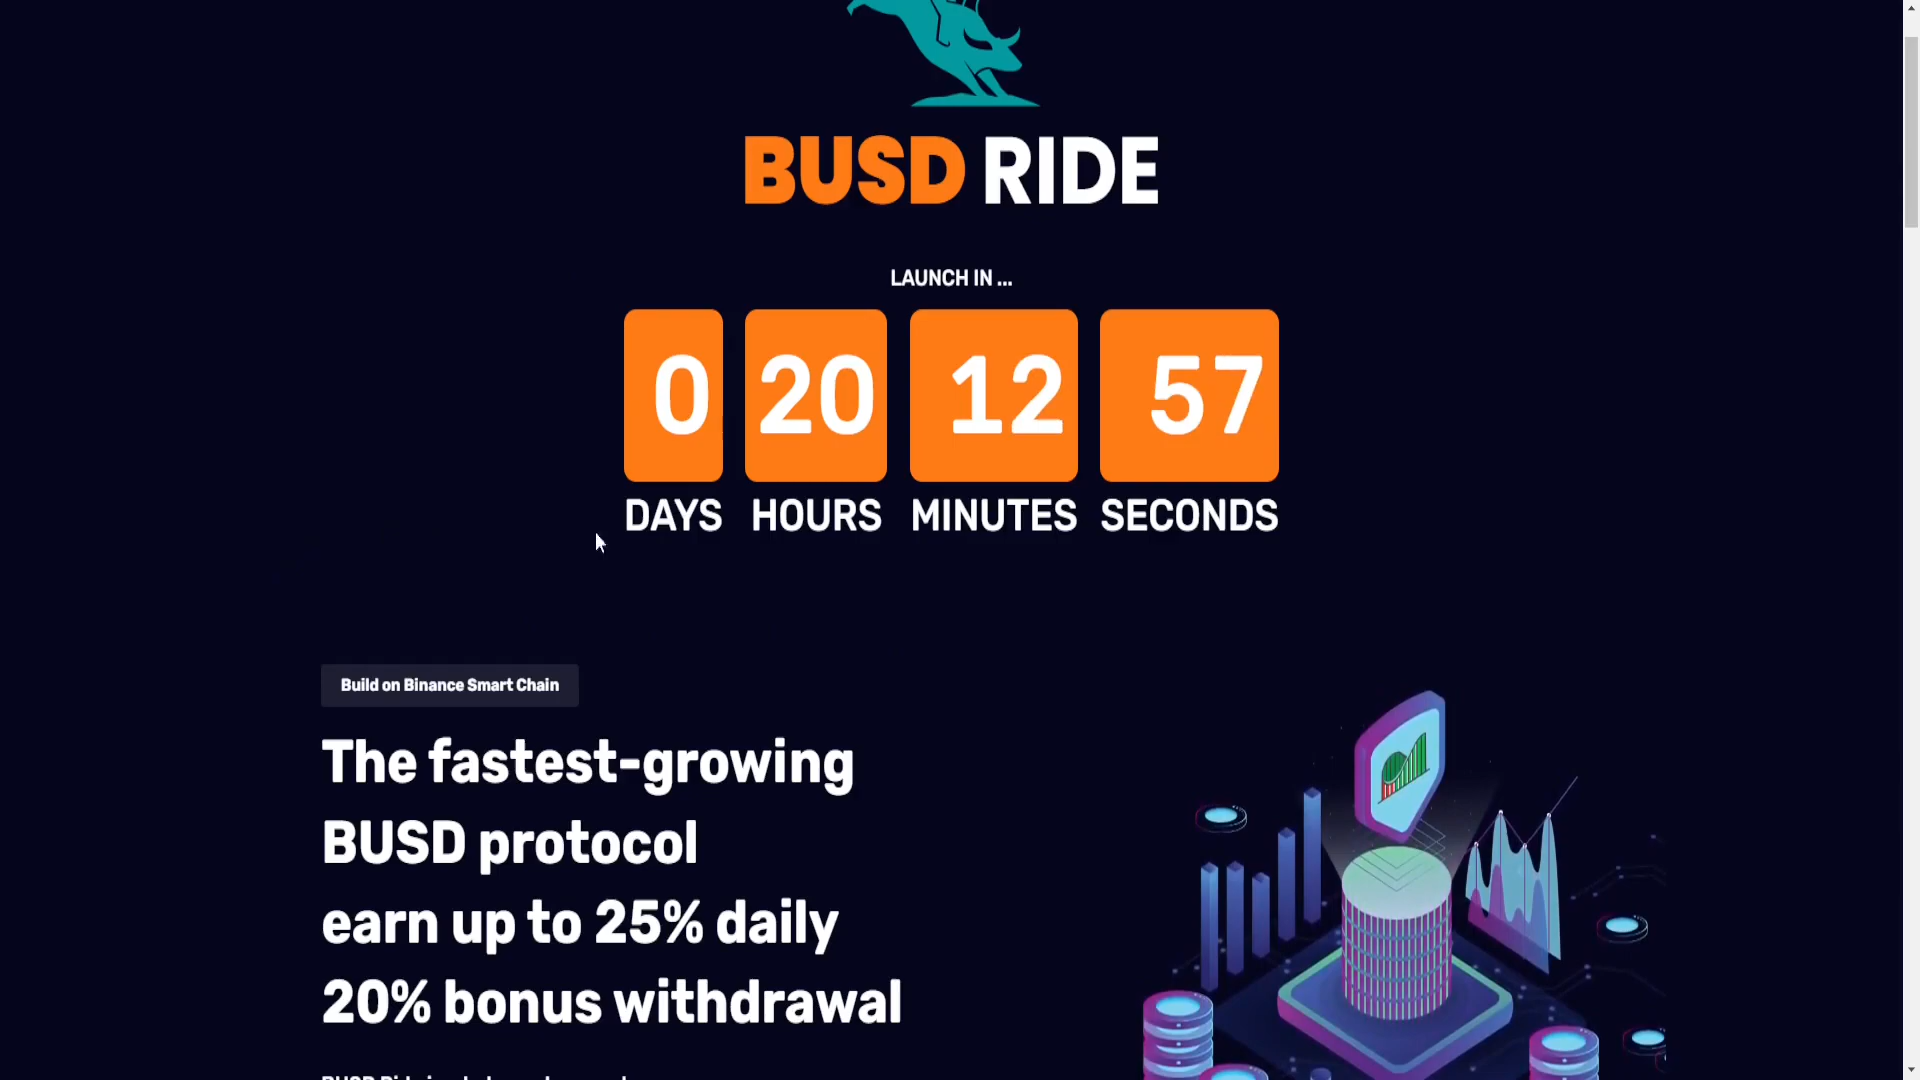 BUSD RIDE
LAUNCH IN ...
0 20 12 57
DAYS HOURS MINUTES SECONDS
Build on Binance Smart Chain
The fastest-growing
BUSD protocol
earn up to 25% daily
20% bonus withdrawal